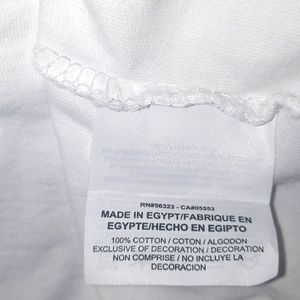 RN#56323 - CA#05553
MADE IN EGYPT/FABRIQUE EN
EGYPTE/HECHO EN EGIPTO
100% COTTON / COTON / ALGODON
EXCLUSIVE OF DECORATION / DECORATION
NON COMPRISE / NO INCLUYE LA
DECORACION